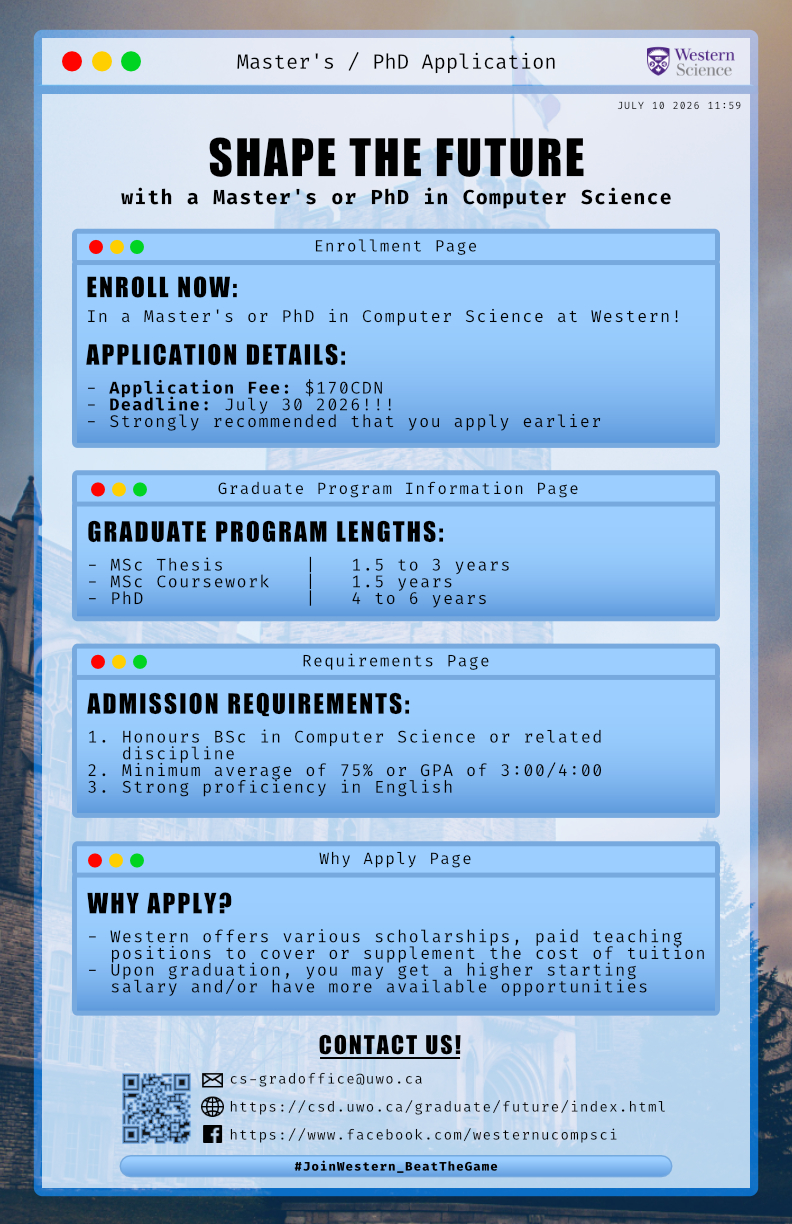 Master's / PhD Application
Western
Science
JULY 10 2026 11:59
SHAPE THE FUTURE
with a Master's or PhD in Computer Science
Enrollment Page
ENROLL NOW:
In a Master's or PhD in Computer Science at Western!
APPLICATION DETAILS:
- Application Fee: $170CDN
- Deadline: July 30 2026!!!
- Strongly recommended that you apply earlier
Graduate Program Information Page
GRADUATE PROGRAM LENGTHS:
- MSc Thesis | 1.5 to 3 years
- MSc Coursework | 1.5 years
- PhD | 4 to 6 years
Requirements Page
ADMISSION REQUIREMENTS:
1. Honours BSc in Computer Science or related
discipline
2. Minimum average of 75% or GPA of 3:00/4:00
3. Strong proficiency in English
Why Apply Page
WHY APPLY?
- Western offers various scholarships, paid teaching
positions to cover or supplement the cost of tuition
- Upon graduation, you may get a higher starting
salary and/or have more available opportunities
CONTACT US!
cs-gradoffice@uwo.ca
https://csd.uwo.ca/graduate/future/index.html
https://www.facebook.com/westernucompsci
#JoinWestern_BeatTheGame